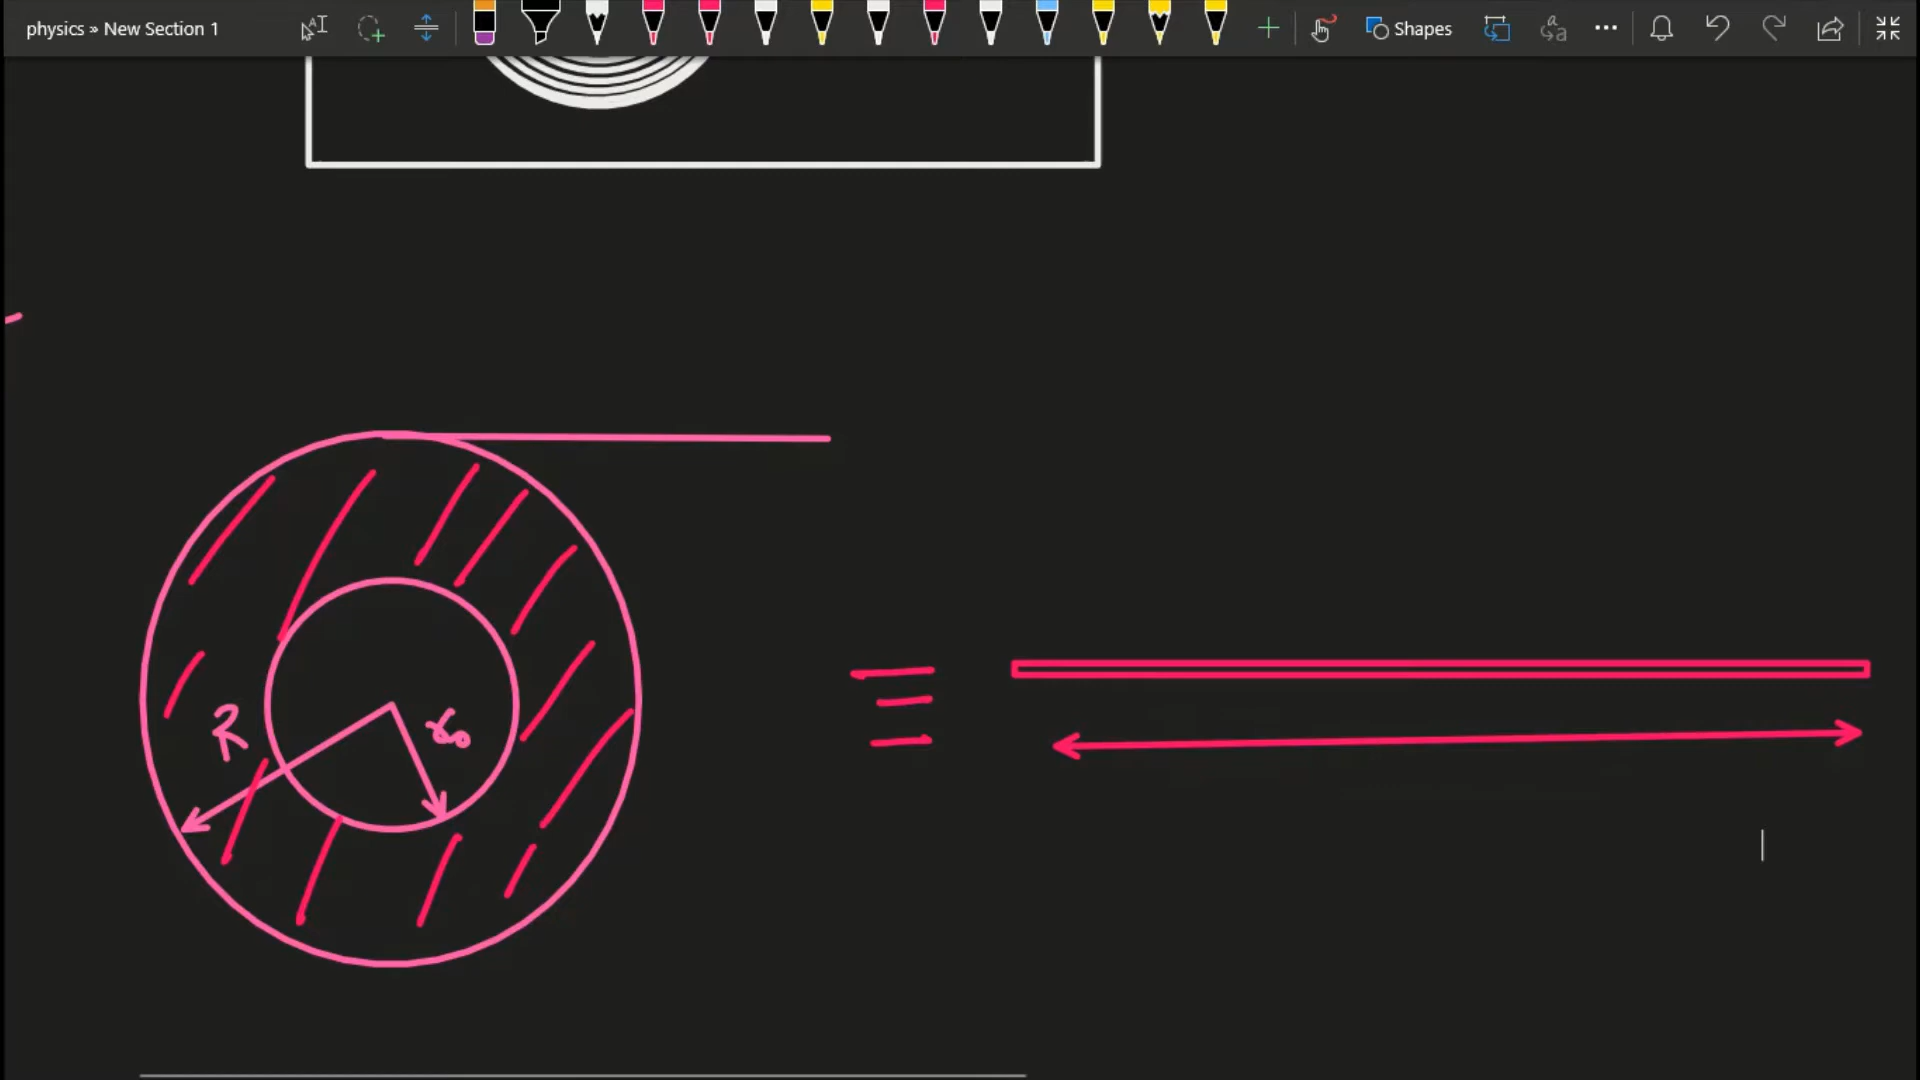 physics » New Section 1
Shapes
R
r₀